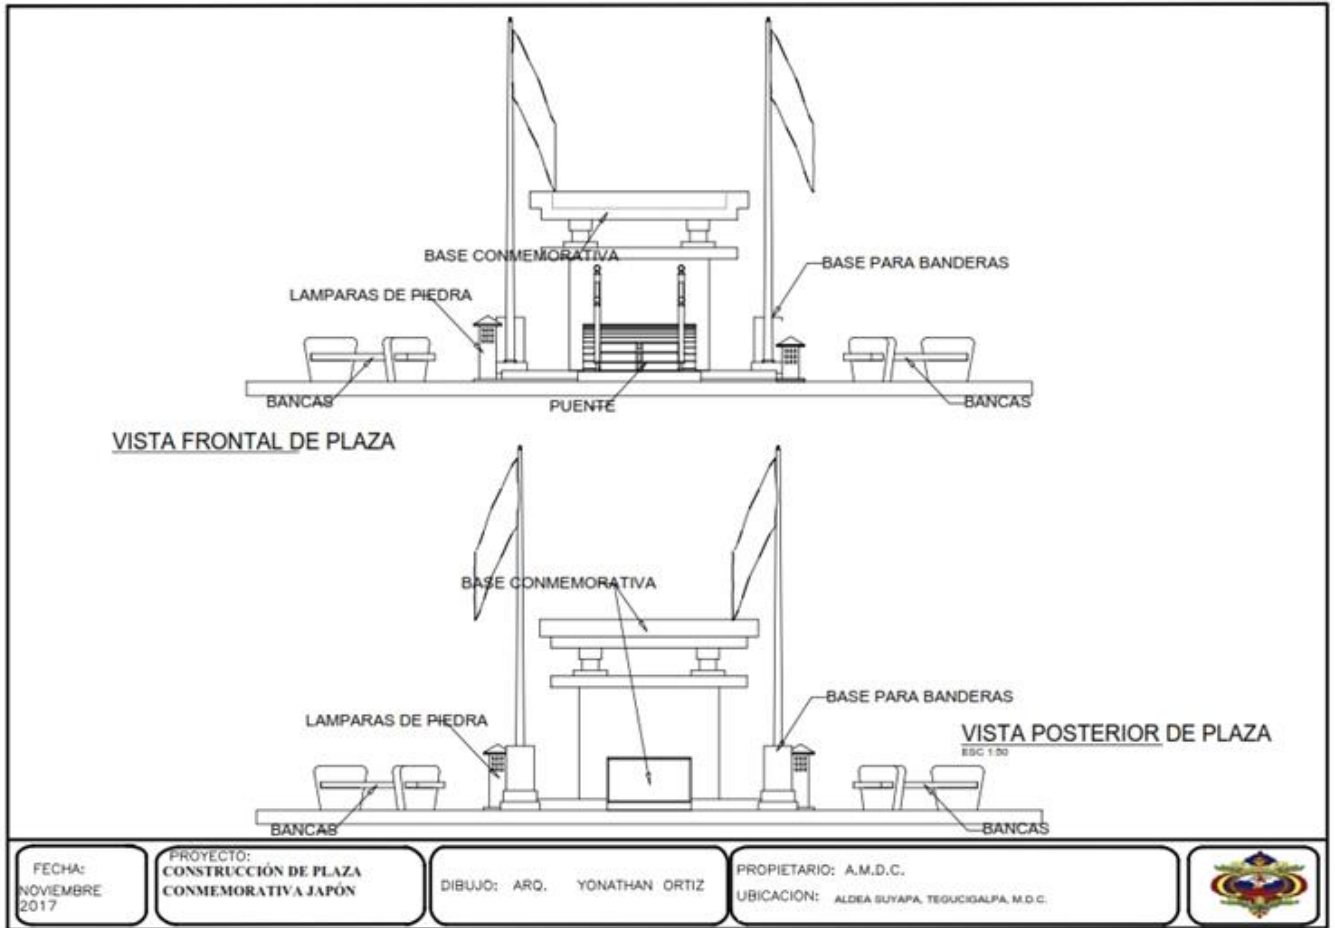 BASE CONMEMORATIVA
BASE PARA BANDERAS
LAMPARAS DE PIEDRA
BANCAS
PUENTE
BANCAS
VISTA FRONTAL DE PLAZA
BASE CONMEMORATIVA
BASE PARA BANDERAS
LAMPARAS DE PIEDRA
VISTA POSTERIOR DE PLAZA
ESC 1:50
BANCAS
BANCAS
FECHA:
NOVIEMBRE
2017
PROYECTO:
CONSTRUCCIÓN DE PLAZA
CONMEMORATIVA JAPÓN
DIBUJO: ARQ. YONATHAN ORTIZ
PROPIETARIO: A.M.D.C.
UBICACION: ALDEA SUYAPA, TEGUCIGALPA, M.D.C.